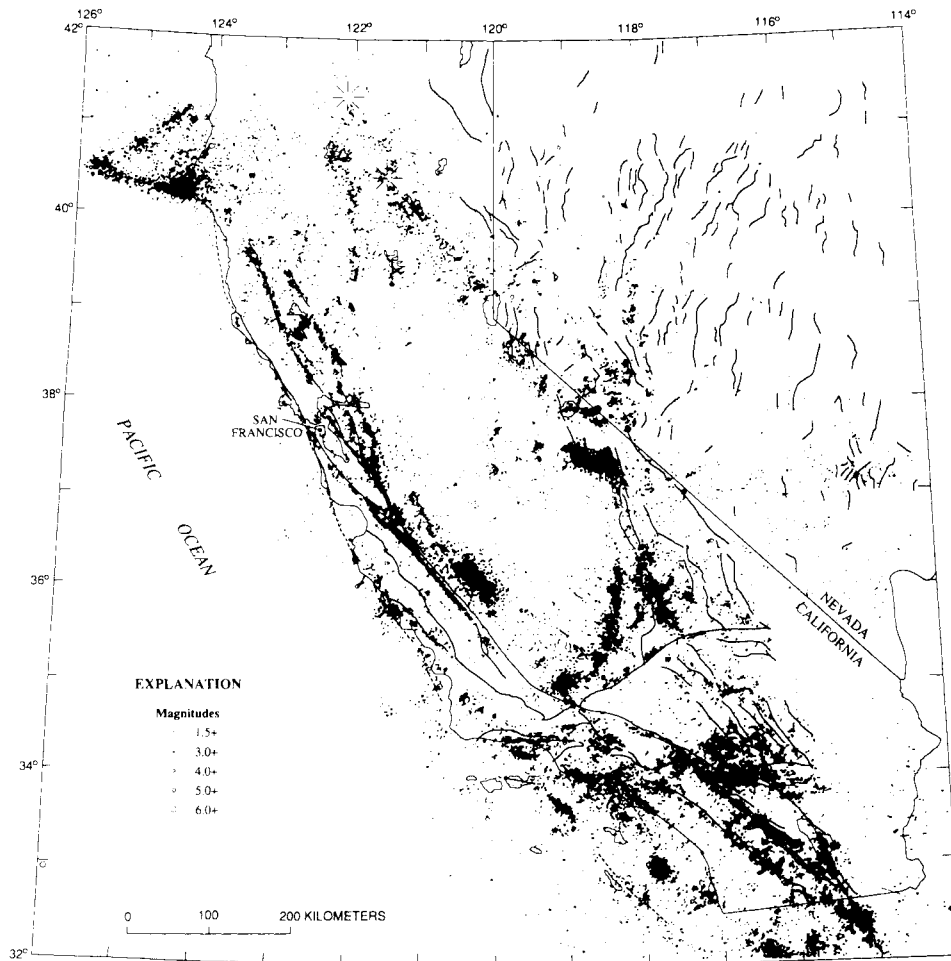 126° 124° 122° 120° 118° 116° 114°
42°
40°
38°
SAN
FRANCISCO
PACIFIC
OCEAN
36°
NEVADA
CALIFORNIA
EXPLANATION
Magnitudes
1.5+
3.0+
4.0+
5.0+
6.0+
34°
0 100 200 KILOMETERS
32°